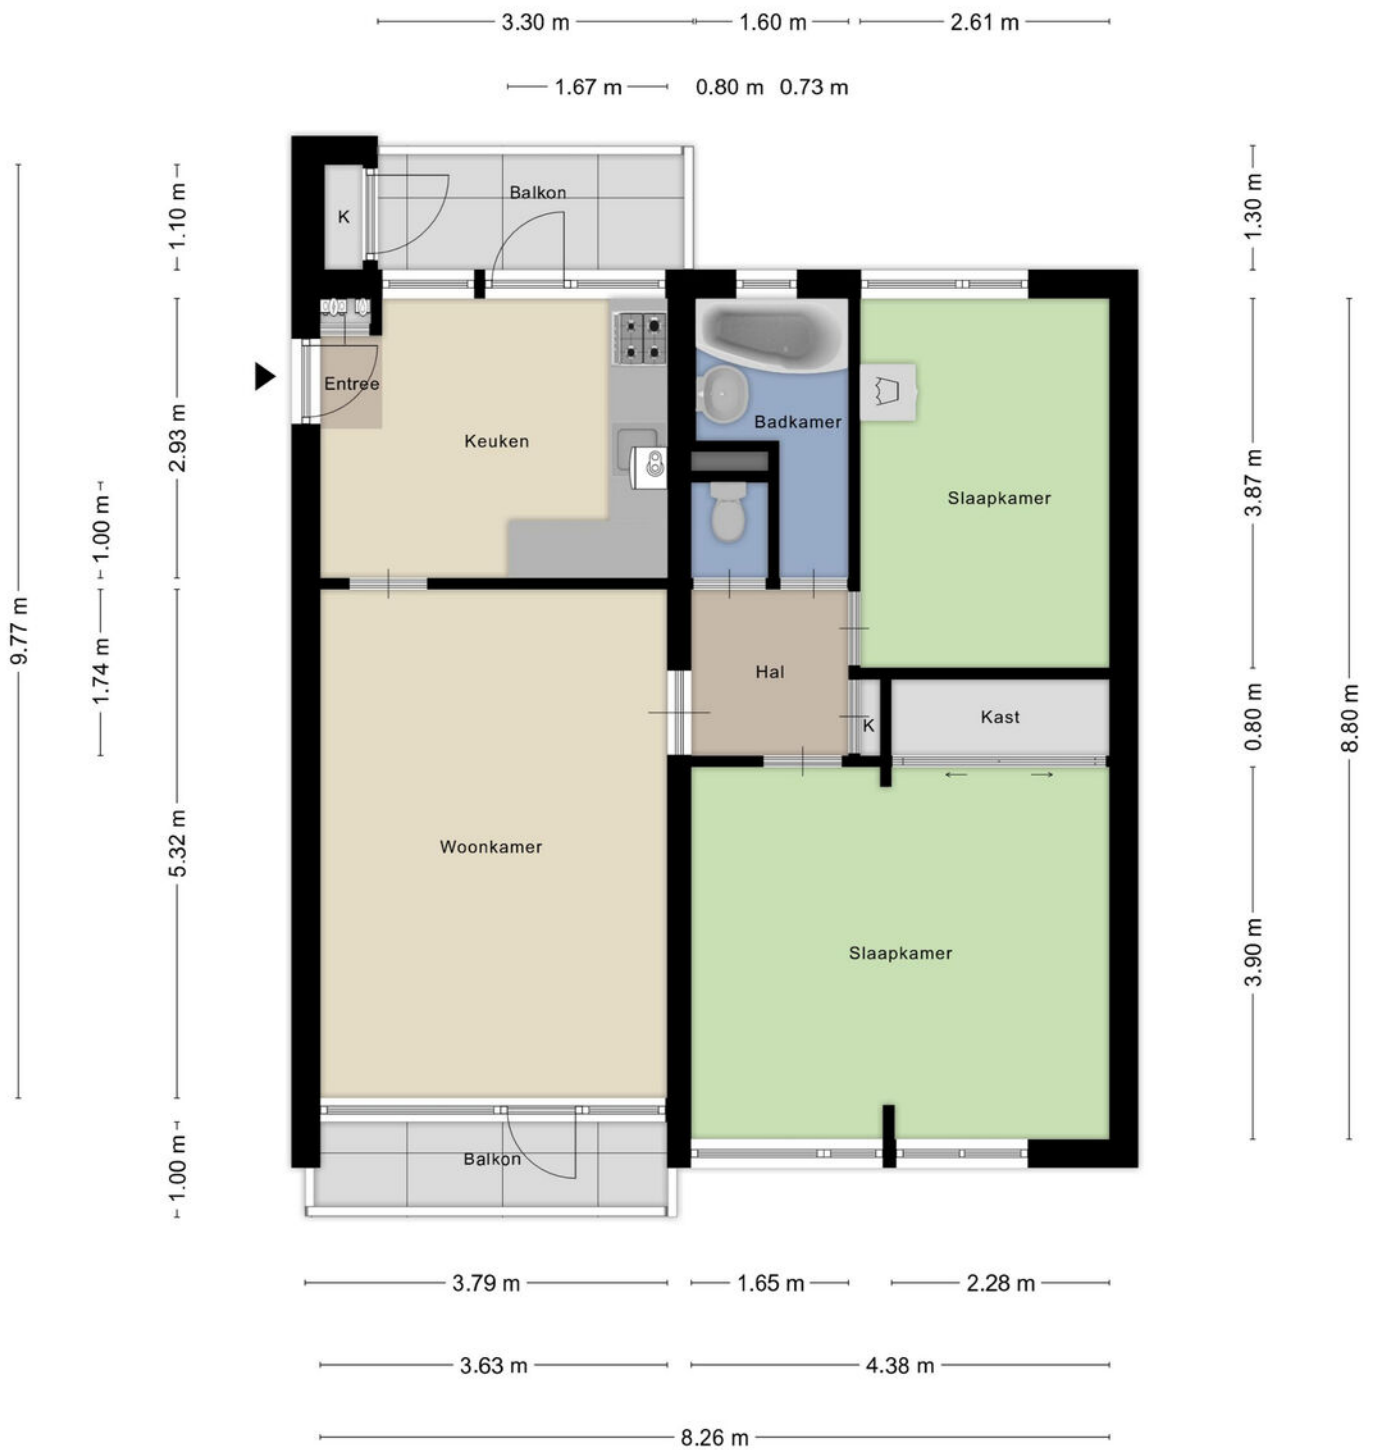 3.30 m 1.60 m 2.61 m
1.67 m 0.80 m 0.73 m
1.10 m
1.30 m
Balkon
K
Entree
Keuken
Badkamer
2.93 m
3.87 m
Slaapkamer
1.00 m
9.77 m
1.74 m
Hal
K
Kast
0.80 m
8.80 m
5.32 m
Woonkamer
Slaapkamer
3.90 m
Balkon
1.00 m
3.79 m 1.65 m 2.28 m
3.63 m 4.38 m
8.26 m